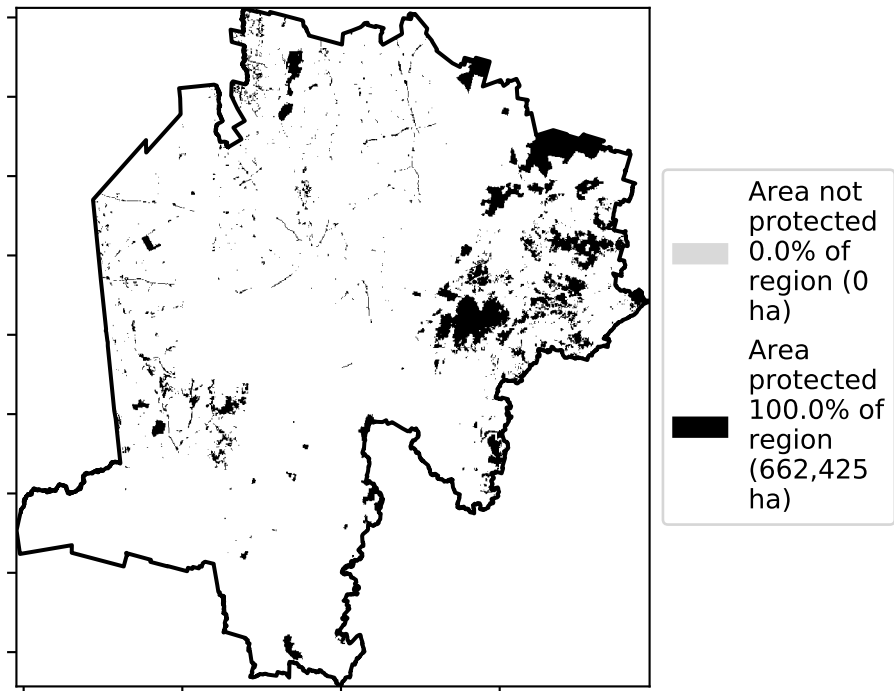 Area not
protected
0.0% of
region (0
ha)
Area
protected
100.0% of
region
(662,425
ha)